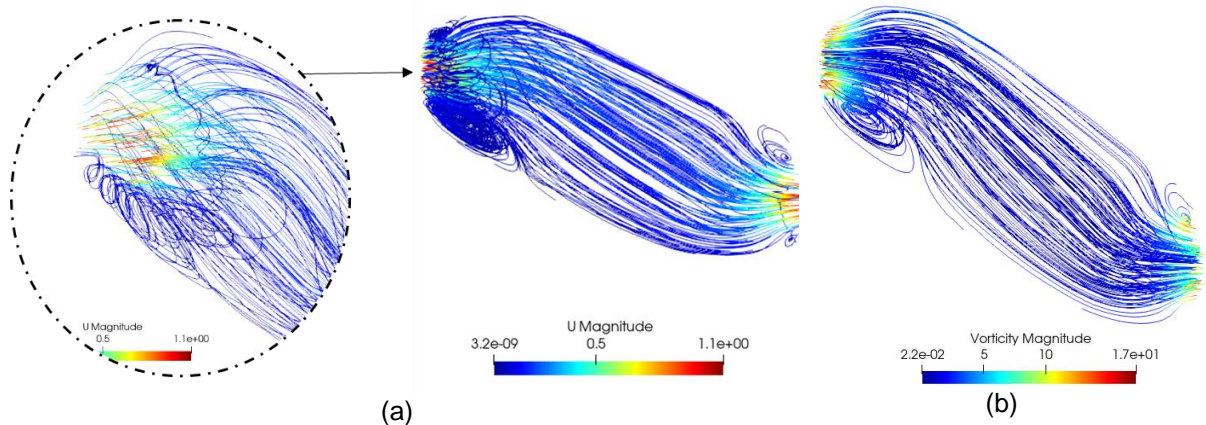 U Magnitude
0.5 1.1e+00
U Magnitude
3.2e-09 0.5 1.1e+00
(a)
Vorticity Magnitude
2.2e-02 5 10 1.7e+01
(b)